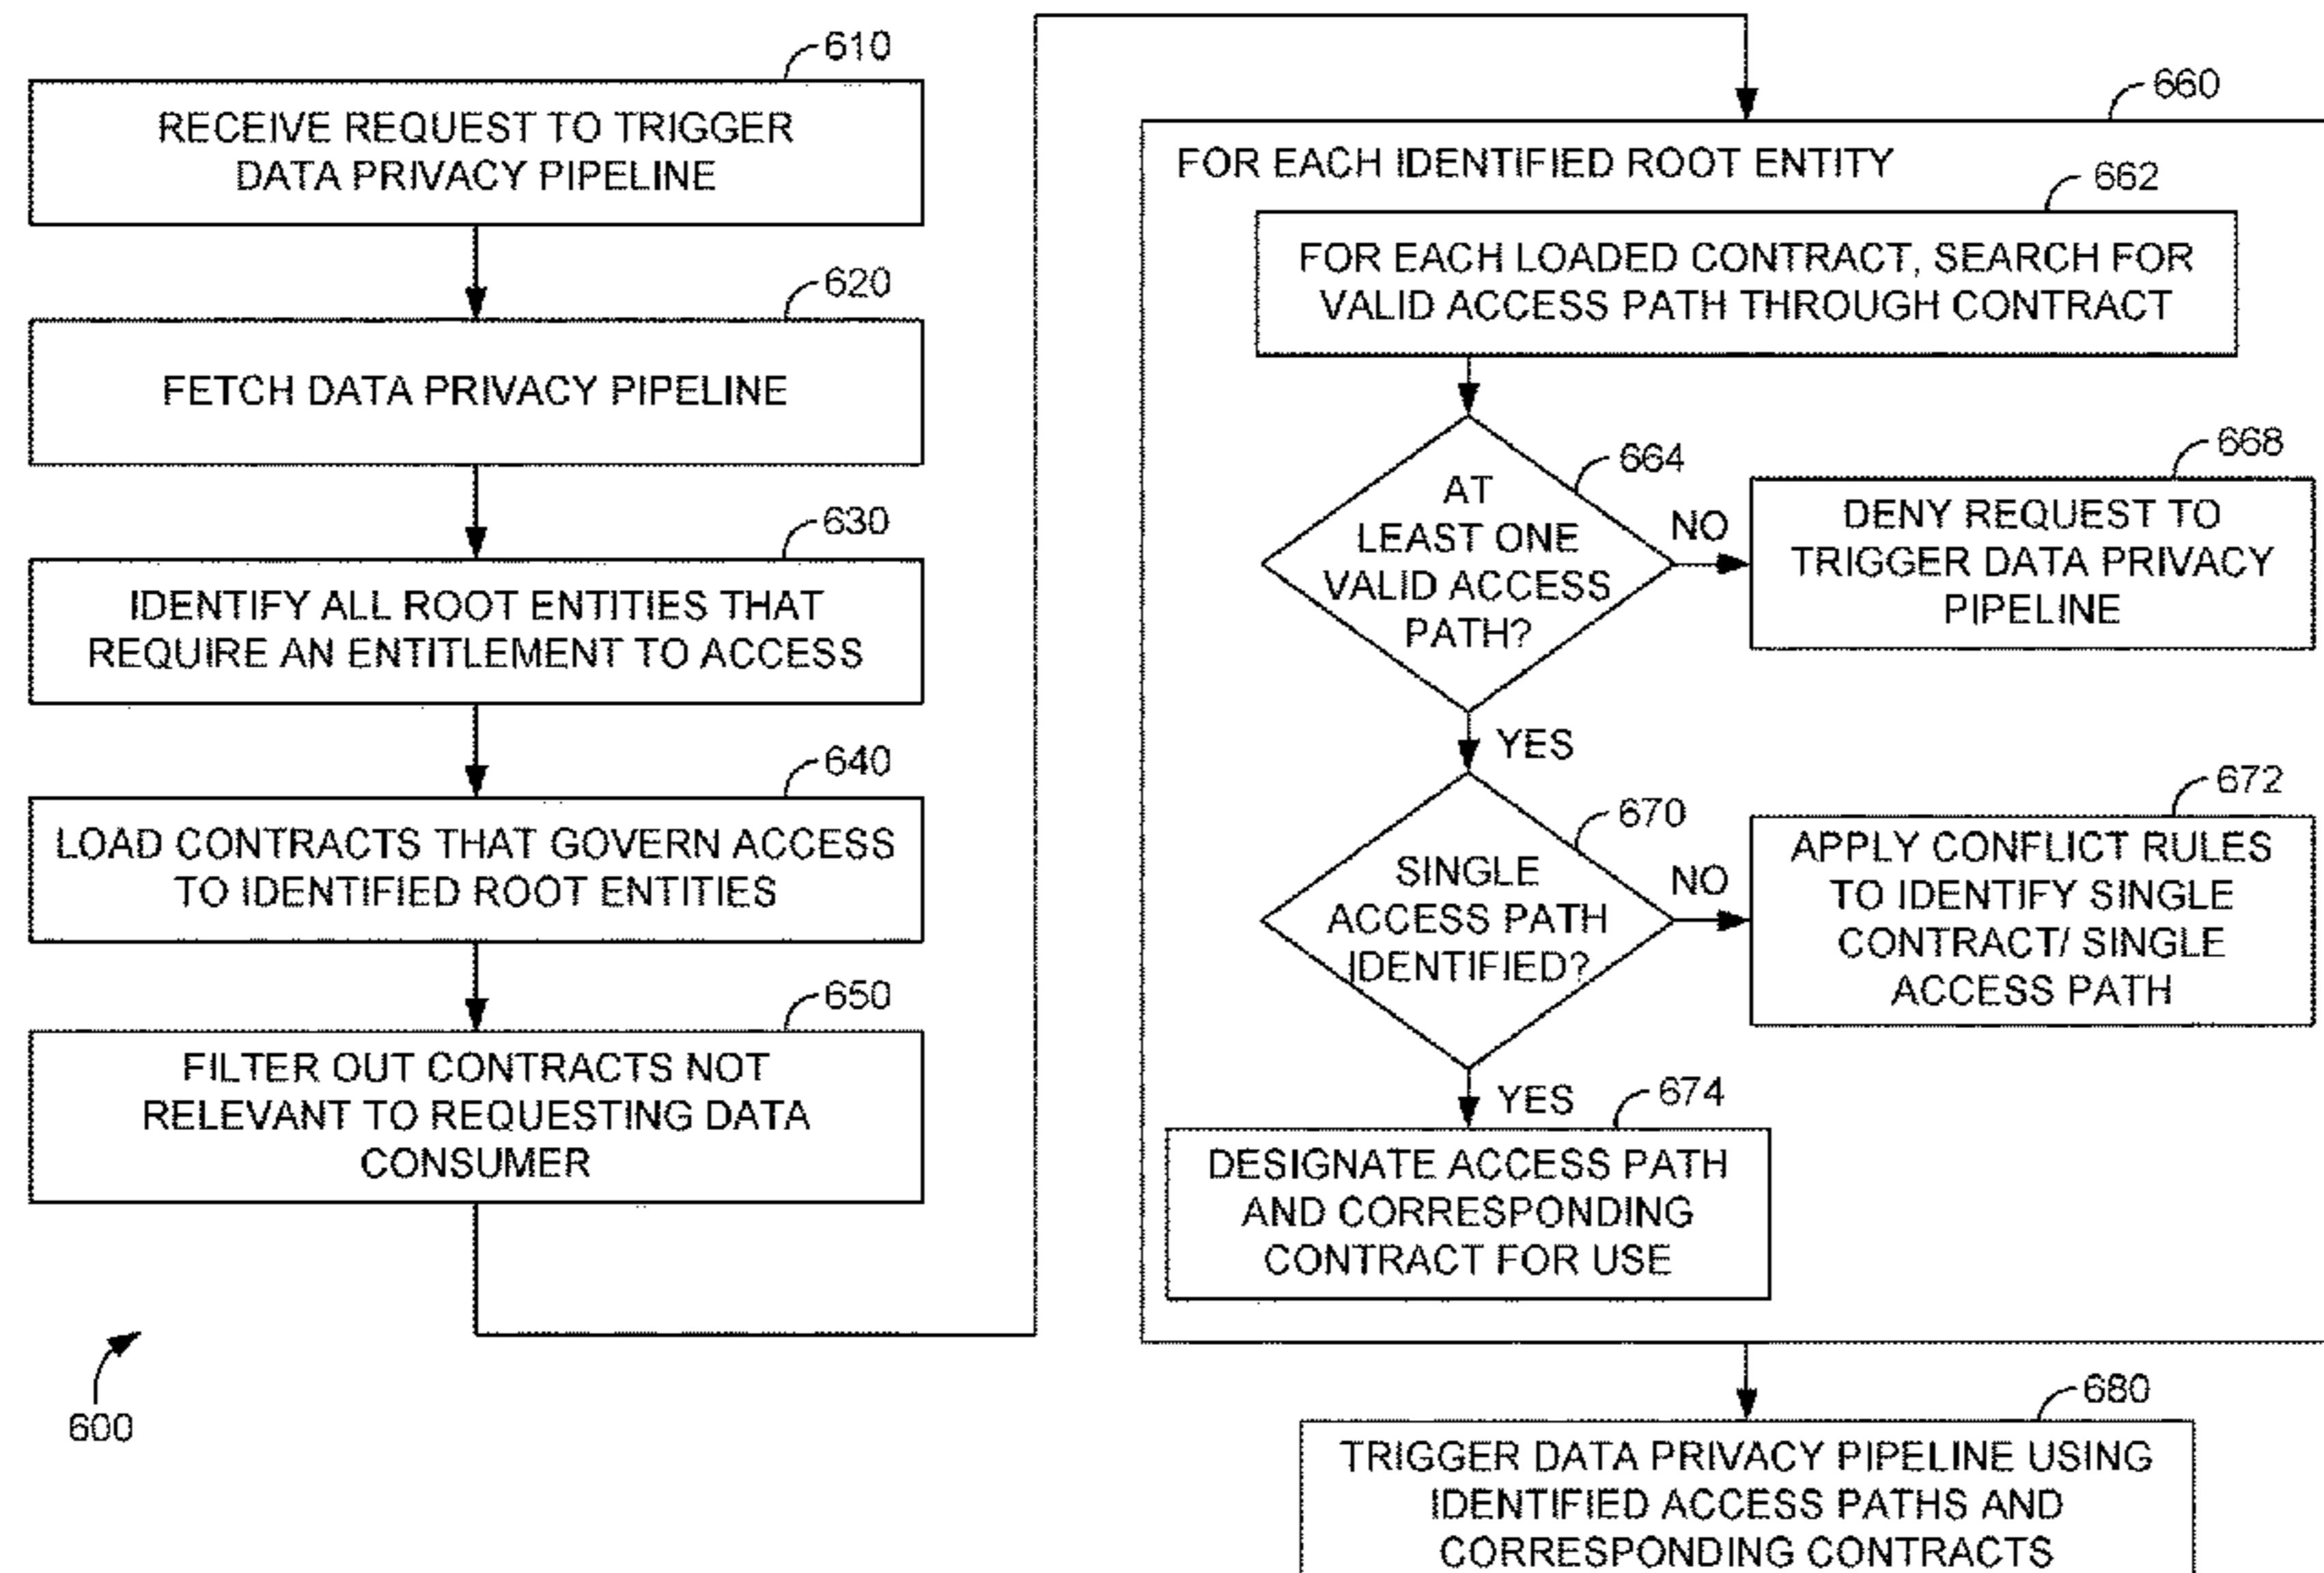 610
RECEIVE REQUEST TO TRIGGER
DATA PRIVACY PIPELINE
620
FETCH DATA PRIVACY PIPELINE
630
IDENTIFY ALL ROOT ENTITIES THAT
REQUIRE AN ENTITLEMENT TO ACCESS
640
LOAD CONTRACTS THAT GOVERN ACCESS
TO IDENTIFIED ROOT ENTITIES
650
FILTER OUT CONTRACTS NOT
RELEVANT TO REQUESTING DATA
CONSUMER
600
660
FOR EACH IDENTIFIED ROOT ENTITY
662
FOR EACH LOADED CONTRACT, SEARCH FOR
VALID ACCESS PATH THROUGH CONTRACT
664
AT
LEAST ONE
VALID ACCESS
PATH?
NO
668
DENY REQUEST TO
TRIGGER DATA PRIVACY
PIPELINE
YES
670
SINGLE
ACCESS PATH
IDENTIFIED?
NO
672
APPLY CONFLICT RULES
TO IDENTIFY SINGLE
CONTRACT/ SINGLE
ACCESS PATH
YES
674
DESIGNATE ACCESS PATH
AND CORRESPONDING
CONTRACT FOR USE
680
TRIGGER DATA PRIVACY PIPELINE USING
IDENTIFIED ACCESS PATHS AND
CORRESPONDING CONTRACTS